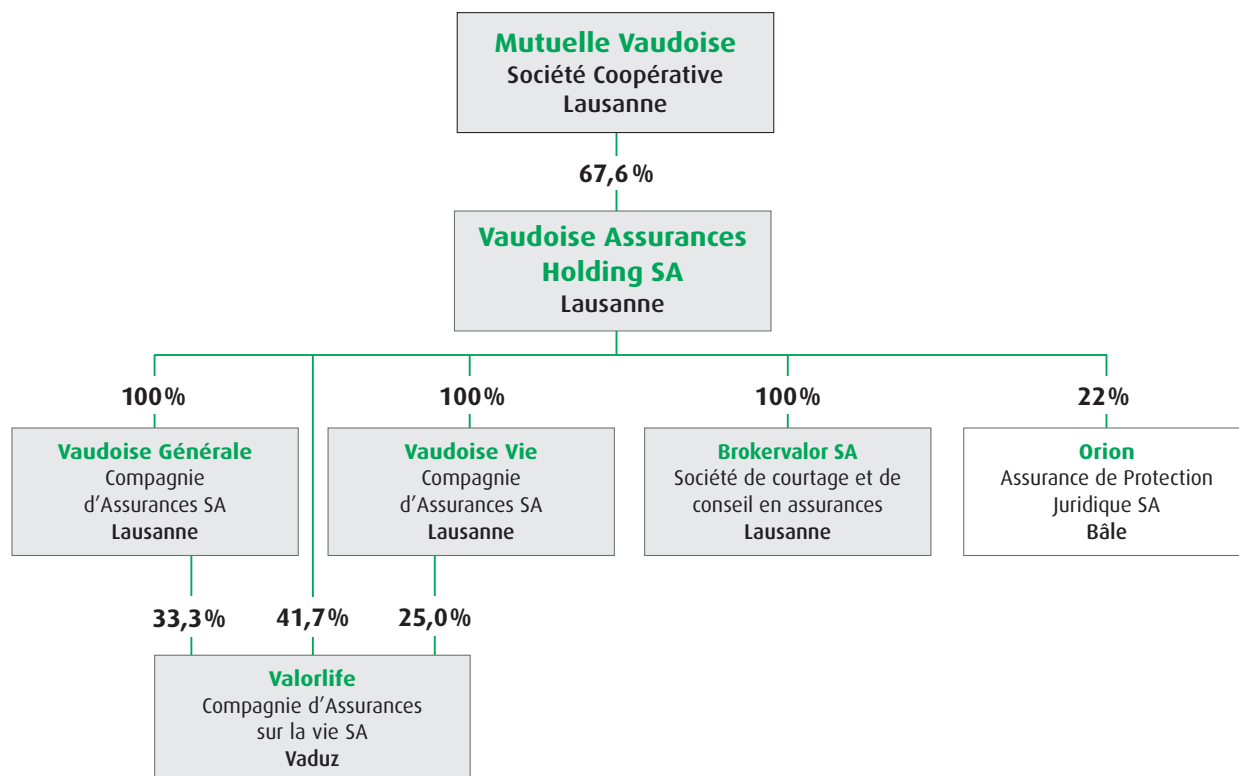 Mutuelle Vaudoise
Société Coopérative
Lausanne
67,6%
Vaudoise Assurances
Holding SA
Lausanne
100%
100%
100%
22%
Vaudoise Générale
Compagnie
d'Assurances SA
Lausanne
Vaudoise Vie
Compagnie
d'Assurances SA
Lausanne
Brokervalor SA
Société de courtage et de
conseil en assurances
Lausanne
Orion
Assurance de Protection
Juridique SA
Bâle
33,3%
41,7%
25,0%
Valorlife
Compagnie d'Assurances
sur la vie SA
Vaduz